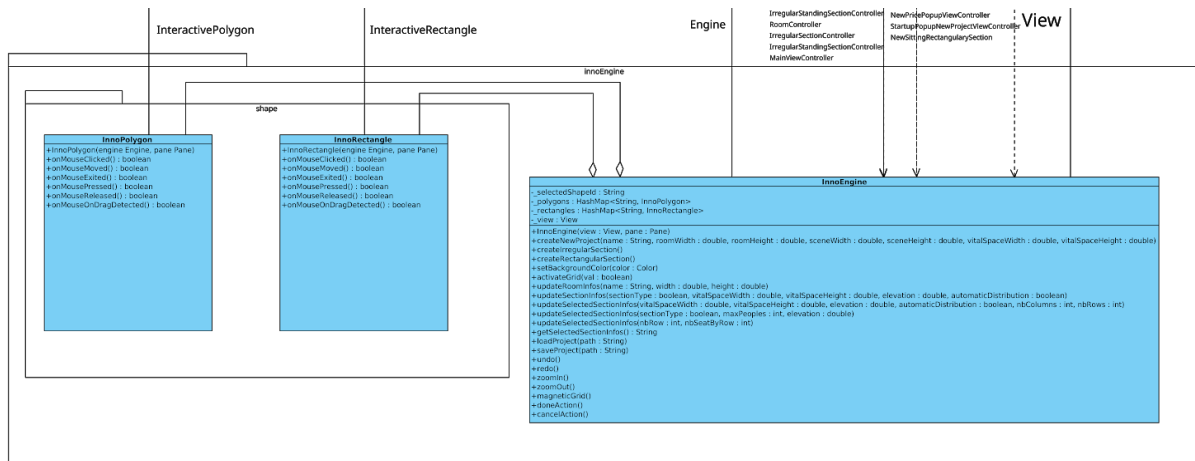 InteractivePolygon
InteractiveRectangle
Engine
IrregularStandingSectionController
RoomController
IrregularSectionController
IrregularStandingSectionController
MainViewController
NewPricePopupViewController
StartupPopupNewProjectViewController
NewSittingRectangularySection
View
innoEngine
shape
InnoPolygon
+InnoPolygon(engine Engine, pane Pane)
+onMouseClicked() : boolean
+onMouseMoved() : boolean
+onMouseExited() : boolean
+onMousePressed() : boolean
+onMouseReleased() : boolean
+onMouseOnDragDetected() : boolean
InnoRectangle
+InnoRectangle(engine Engine, pane Pane)
+onMouseClicked() : boolean
+onMouseMoved() : boolean
+onMouseExited() : boolean
+onMousePressed() : boolean
+onMouseReleased() : boolean
+onMouseOnDragDetected() : boolean
InnoEngine
-_selectedShapeId : String
-_polygons : HashMap<String, InnoPolygon>
-_rectangles : HashMap<String, InnoRectangle>
-_view : View
+InnoEngine(view : View, pane : Pane)
+createNewProject(name : String, roomWidth : double, roomHeight : double, sceneWidth : double, sceneHeight : double, vitalSpaceWidth : double, vitalSpaceHeight : double)
+createIrregularSection()
+createRectangularSection()
+setBackgroundColor(color : Color)
+activateGrid(val : boolean)
+updateRoomInfos(name : String, width : double, height : double)
+updateSectionInfos(sectionType : boolean, vitalSpaceWidth : double, vitalSpaceHeight : double, elevation : double, automaticDistribution : boolean)
+updateSelectedSectionInfos(vitalSpaceWidth : double, vitalSpaceHeight : double, elevation : double, automaticDistribution : boolean, nbColumns : int, nbRows : int)
+updateSelectedSectionInfos(sectionType : boolean, maxPeoples : int, elevation : double)
+updateSelectedSectionInfos(nbRow : int, nbSeatByRow : int)
+getSelectedSectionInfos() : String
+loadProject(path : String)
+saveProject(path : String)
+undo()
+redo()
+zoomIn()
+zoomOut()
+magneticGrid()
+doneAction()
+cancelAction()